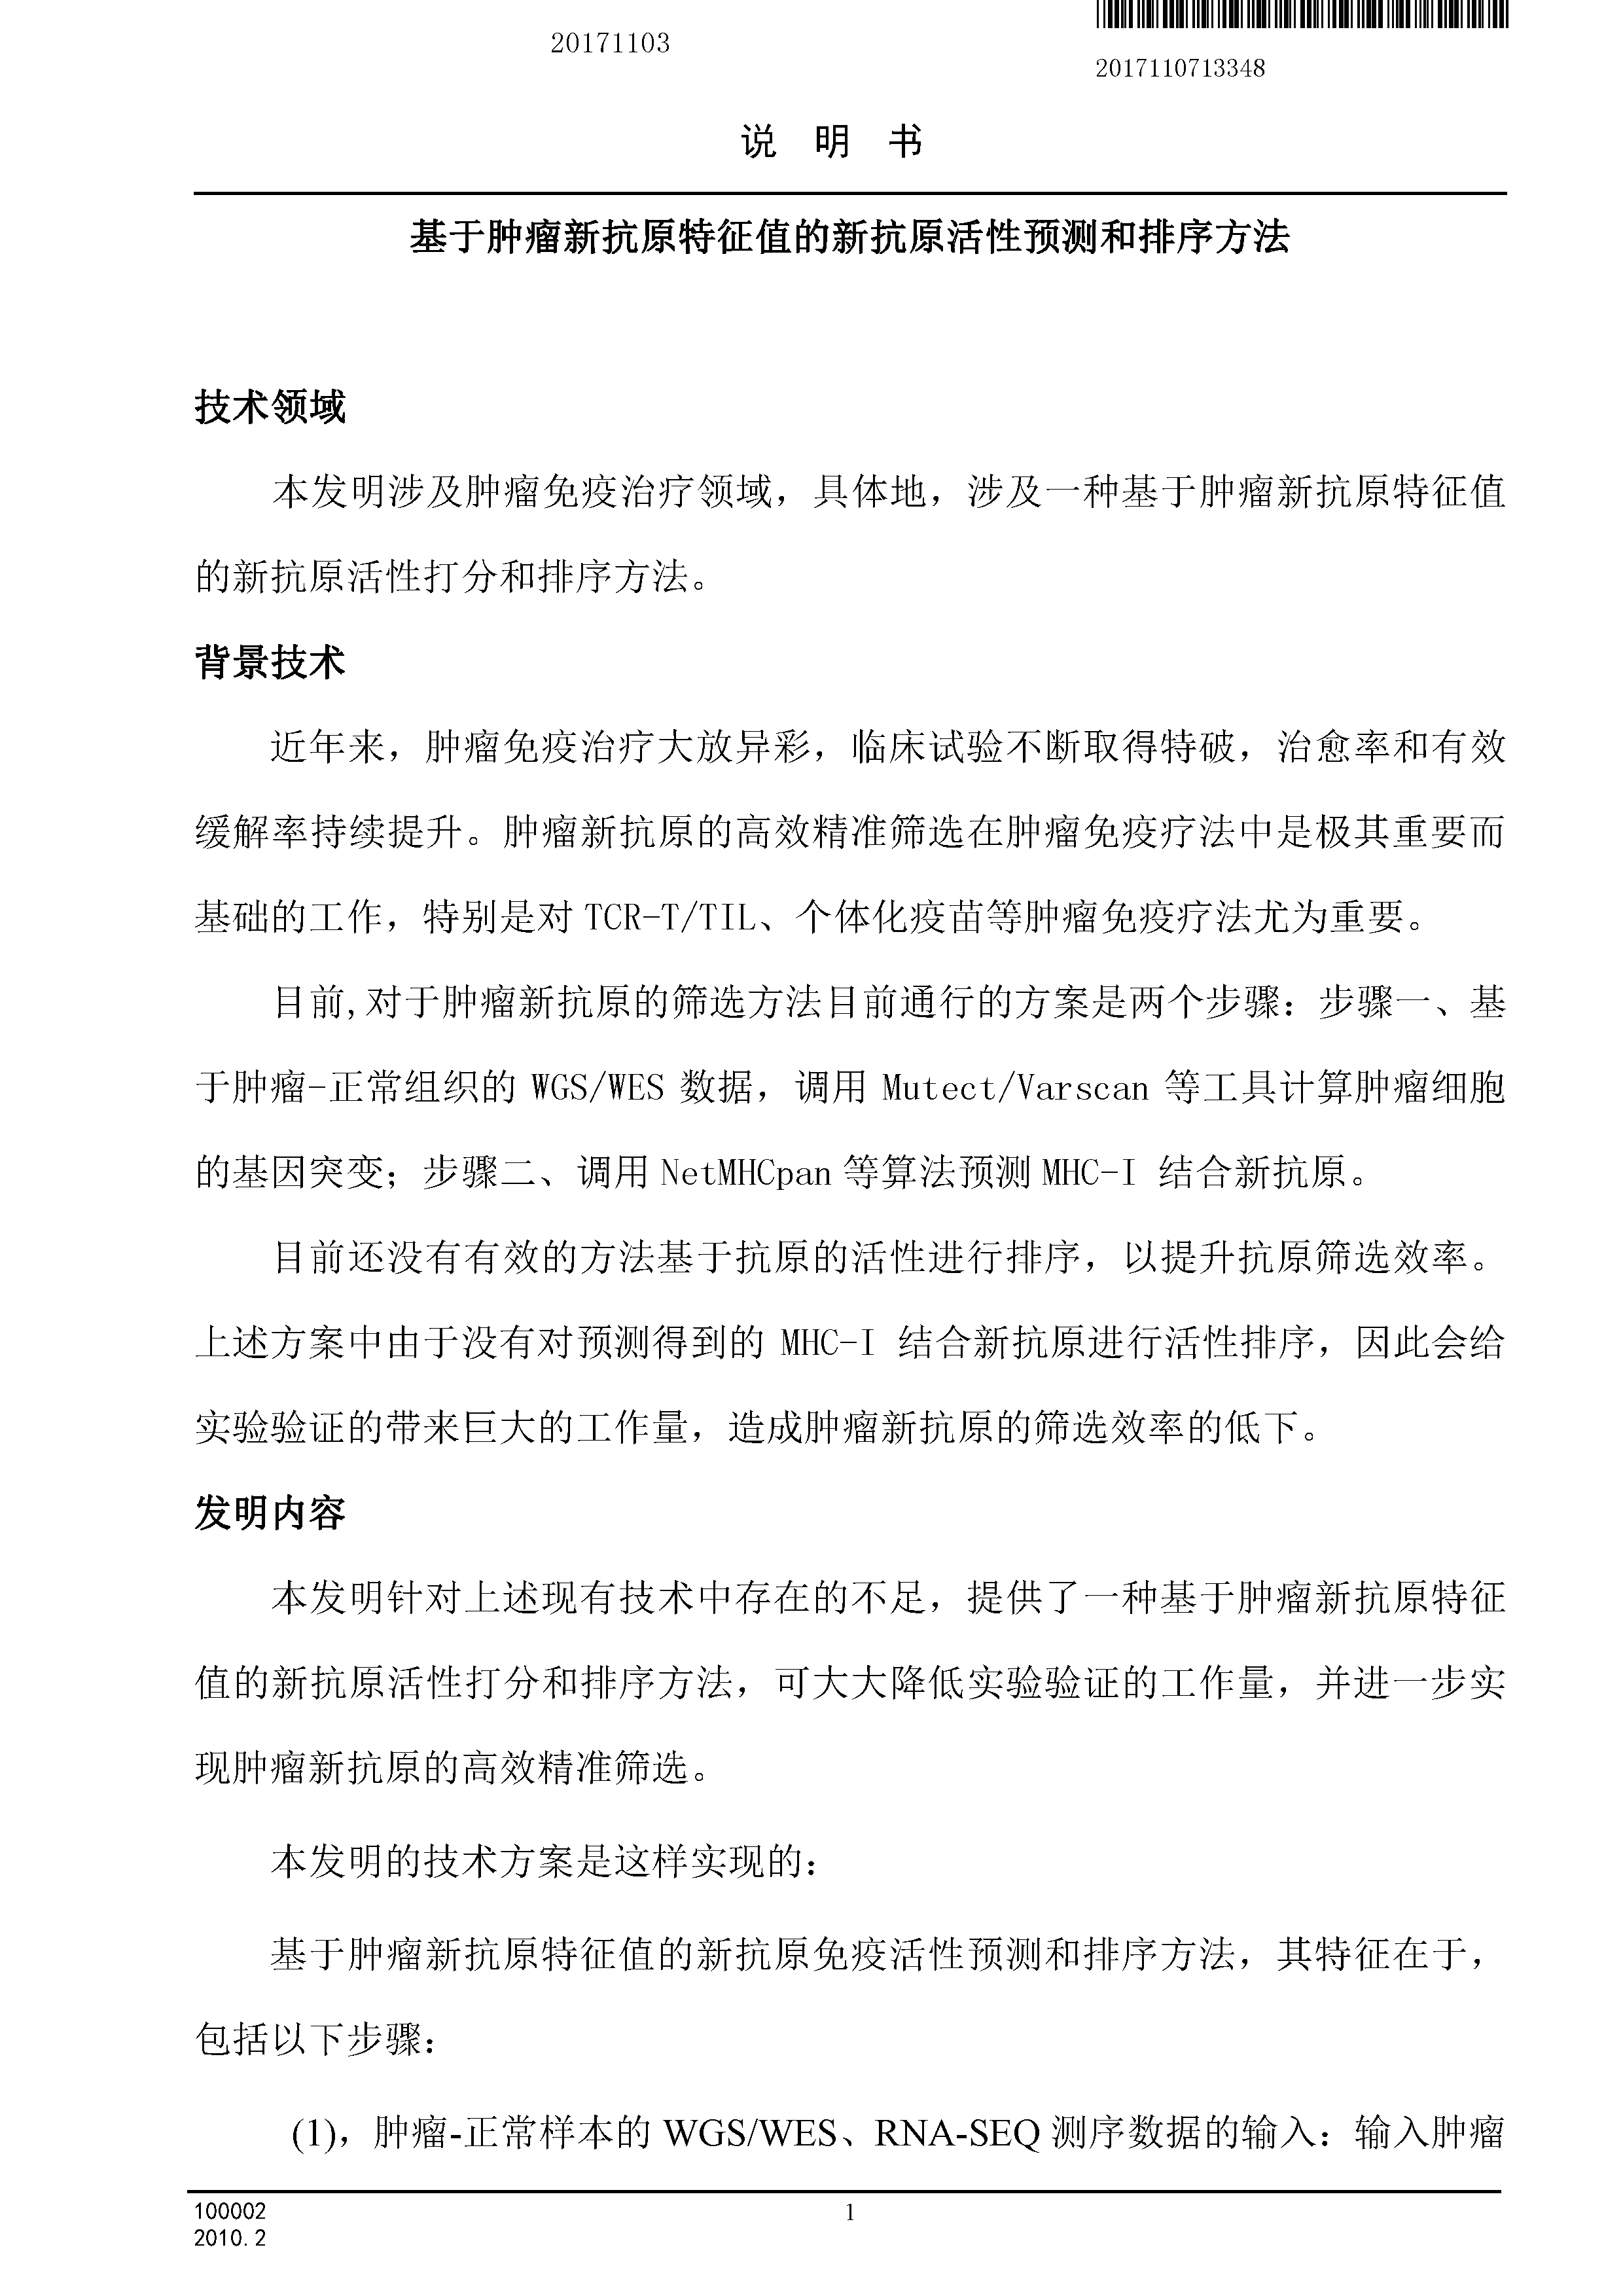 20171103
2017110713348
说 明 书
基于肿瘤新抗原特征值的新抗原活性预测和排序方法
技术领域
本发明涉及肿瘤免疫治疗领域，具体地，涉及一种基于肿瘤新抗原特征值
的新抗原活性打分和排序方法。
背景技术
近年来，肿瘤免疫治疗大放异彩，临床试验不断取得特破，治愈率和有效
缓解率持续提升。肿瘤新抗原的高效精准筛选在肿瘤免疫疗法中是极其重要而
基础的工作，特别是对 TCR-T/TIL、个体化疫苗等肿瘤免疫疗法尤为重要。
目前,对于肿瘤新抗原的筛选方法目前通行的方案是两个步骤：步骤一、基
于肿瘤-正常组织的 WGS/WES 数据，调用 Mutect/Varscan 等工具计算肿瘤细胞
的基因突变；步骤二、调用 NetMHCpan 等算法预测 MHC-I 结合新抗原。
目前还没有有效的方法基于抗原的活性进行排序，以提升抗原筛选效率。
上述方案中由于没有对预测得到的 MHC-I 结合新抗原进行活性排序，因此会给
实验验证的带来巨大的工作量，造成肿瘤新抗原的筛选效率的低下。
发明内容
本发明针对上述现有技术中存在的不足，提供了一种基于肿瘤新抗原特征
值的新抗原活性打分和排序方法，可大大降低实验验证的工作量，并进一步实
现肿瘤新抗原的高效精准筛选。
本发明的技术方案是这样实现的：
基于肿瘤新抗原特征值的新抗原免疫活性预测和排序方法，其特征在于，
包括以下步骤：
(1)，肿瘤-正常样本的 WGS/WES、RNA-SEQ 测序数据的输入：输入肿瘤
100002
1
2010.2